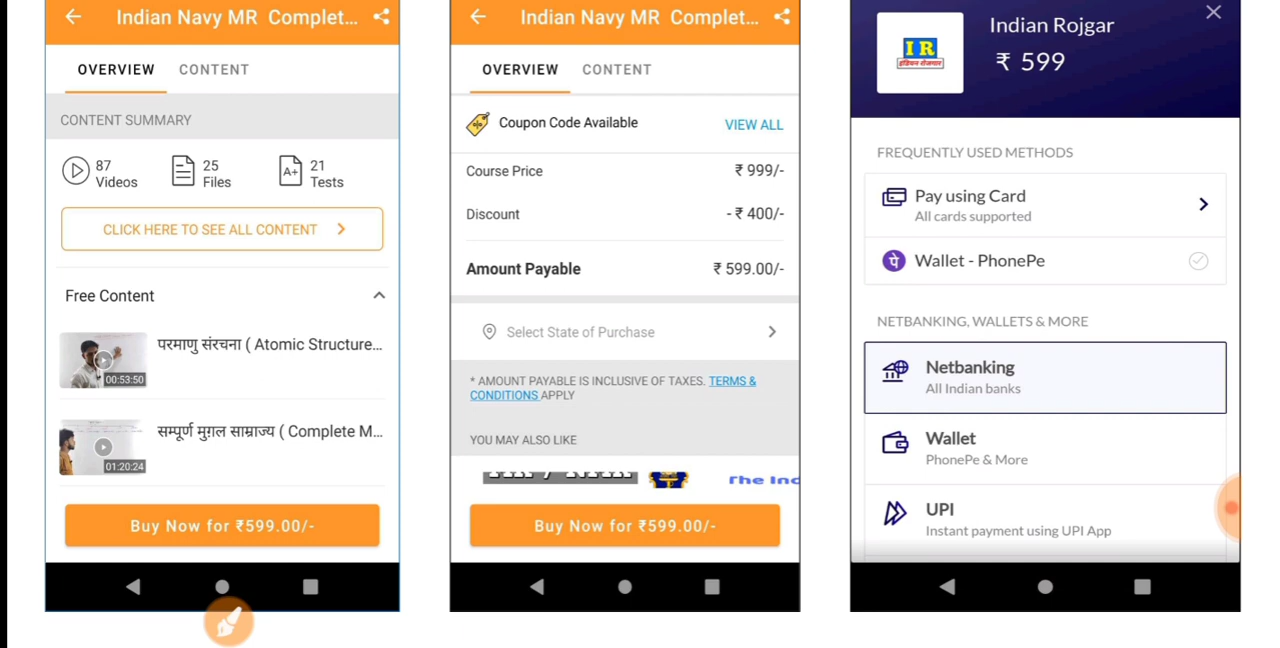 Indian Navy MR Complet...
OVERVIEW CONTENT
CONTENT SUMMARY
87
Videos
25
Files
A+
21
Tests
CLICK HERE TO SEE ALL CONTENT
Free Content
परमाणु संरचना ( Atomic Structure...
00:53:50
सम्पूर्ण मुग़ल साम्राज्य ( Complete M...
01:20:24
Buy Now for ₹599.00/-
Indian Navy MR Complet...
OVERVIEW CONTENT
Coupon Code Available VIEW ALL
Course Price ₹ 999/-
Discount - ₹ 400/-
Amount Payable ₹ 599.00/-
Select State of Purchase
* AMOUNT PAYABLE IS INCLUSIVE OF TAXES. TERMS &
CONDITIONS APPLY
YOU MAY ALSO LIKE
The Ind
Buy Now for ₹599.00/-
IR
इंडियन रोजगार
Indian Rojgar
₹ 599
FREQUENTLY USED METHODS
Pay using Card
All cards supported
पे Wallet - PhonePe
NETBANKING, WALLETS & MORE
Netbanking
All Indian banks
Wallet
PhonePe & More
UPI
Instant payment using UPI App